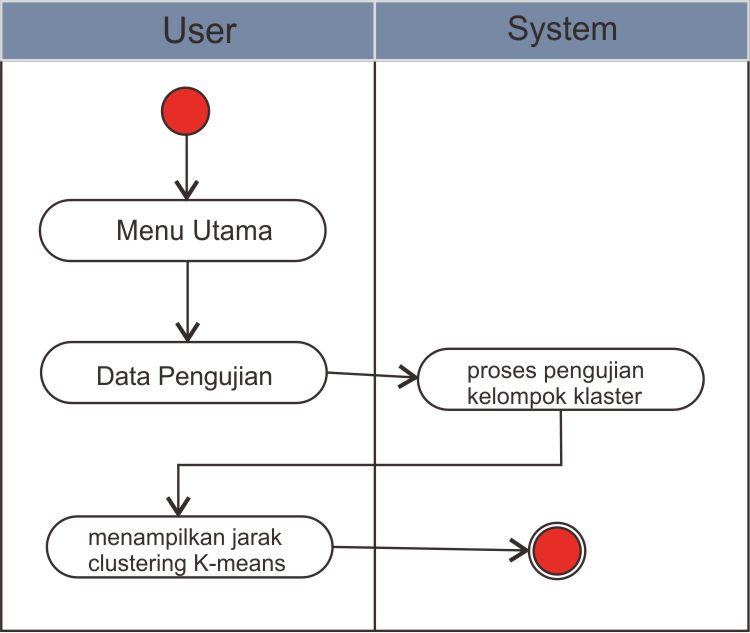 User
System
Menu Utama
Data Pengujian
proses pengujian
kelompok klaster
menampilkan jarak
clustering K-means